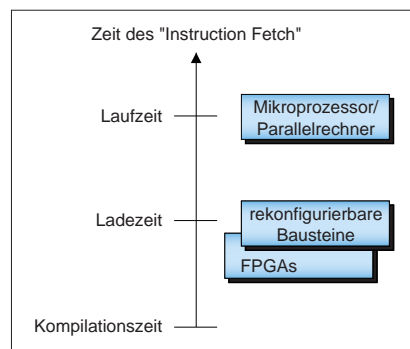 Zeit des "Instruction Fetch"
Laufzeit
Mikroprozessor/
Parallelrechner
Ladezeit
rekonfigurierbare
Bausteine
FPGAs
Kompilationszeit